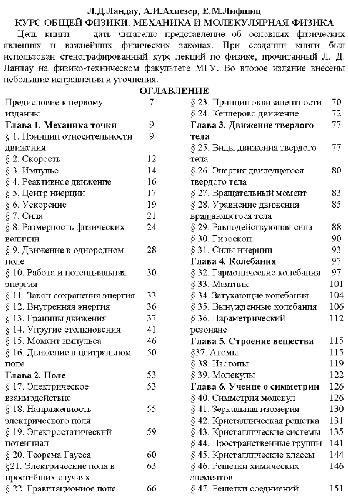 Л.Д.Ландау, А.И.Ахиезер, Е.М.Лифшиц
КУРС ОБЩЕЙ ФИЗИКИ. МЕХАНИКА И МОЛЕКУЛЯРНАЯ ФИЗИКА
Цель книги — дать читателю представление об основных физических
явлениях и важнейших физических законах. При создании книги был
использован стенографированный курс лекций по физике, прочитанный Л. Д.
Ландау на физико-техническом факультете МГУ. Во второе издание внесены
небольшие исправления и уточнения.
ОГЛАВЛЕНИЕ
Предисловие к первому 7
изданию
Глава 1. Механика точки 9
§ 1. Принцип относительности 9
движения
§ 2. Скорость 12
§ 3. Импульс 14
§ 4. Реактивное движение 16
§ 5. Центр инерции 17
§ 6. Ускорение 19
§ 7. Сила 21
§ 8. Размерность физических 24
величин
§ 9. Движение в однородном 28
поле
§ 10. Работа и потенциальная 30
энергия
§ 11. Закон сохранения энергии 33
§ 12. Внутренняя энергия 36
§ 13. Границы движения 37
§ 14. Упругие столкновения 41
§ 15. Момент импульса 46
§ 16. Движение в центральном 50
поле
Глава 2. Поле 53
§ 17. Электрическое 53
взаимодействие
§ 18. Напряженность 55
электрического поля
§ 19. Электростатический 59
потенциал
§ 20. Теорема Гаусса 60
§21. Электрические поля в 63
простейших случаях
§ 22. Гравитационное поле 66
§ 23. Принцип эквивалентности 70
§ 24. Кеплерово движение 72
Глава 3. Движение твердого 77
тела
§ 25. Виды движения твердого 77
тела
§ 26. Энергия движущегося 80
твердого тела
§ 27. Вращательный момент 83
§ 28. Уравнение движения 85
вращающегося тела
§ 29. Равнодействующая сила 88
§ 30. Гироскоп 90
§ 31. Силы инерции 93
Глава 4. Колебания 97
§ 32. Гармонические колебания 97
§ 33. Маятник 101
§ 34. Затухающие колебания 104
§ 35. Вынужденные колебания 106
§ 36. Параметрический 112
резонанс
Глава 5. Строение вещества 115
§37. Атомы 115
§ 38. Изотопы 119
§ 39. Молекулы 122
Глава 6. Учение о симметрии 126
§ 40. Симметрия молекул 126
§ 41. Зеркальная изомерия 130
§ 42. Кристаллическая решетка 131
§ 43. Кристаллические системы 135
§ 44. Пространственные группы 141
§ 45. Кристаллические классы 144
§ 46. Решетки химических 146
элементов
§ 47. Решетки соединений 151